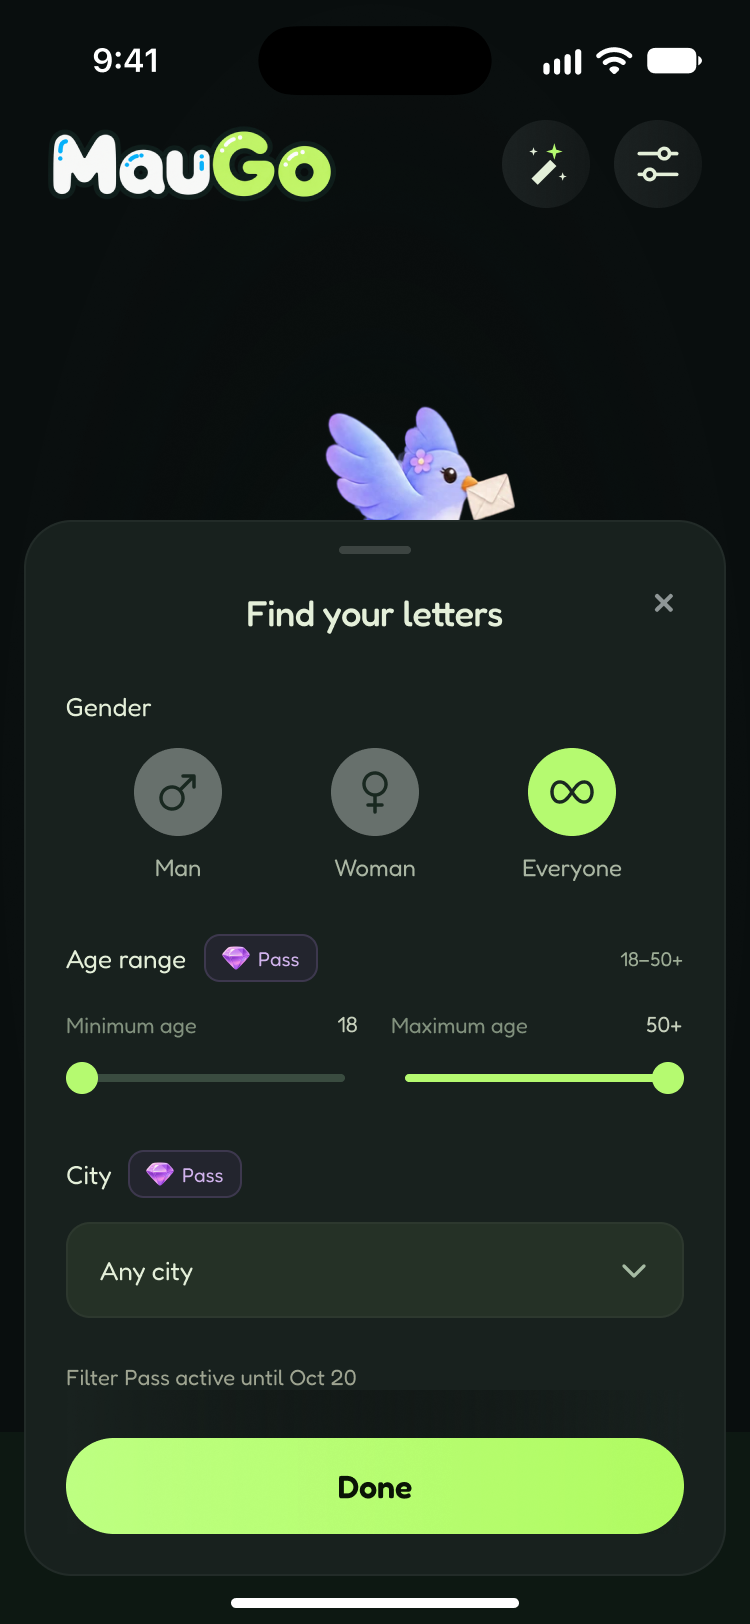 9:41
MauGo
Find your letters
Gender
Man Woman Everyone
Age range Pass 18–50+
Minimum age 18 Maximum age 50+
City Pass
Any city
Filter Pass active until Oct 20
Done